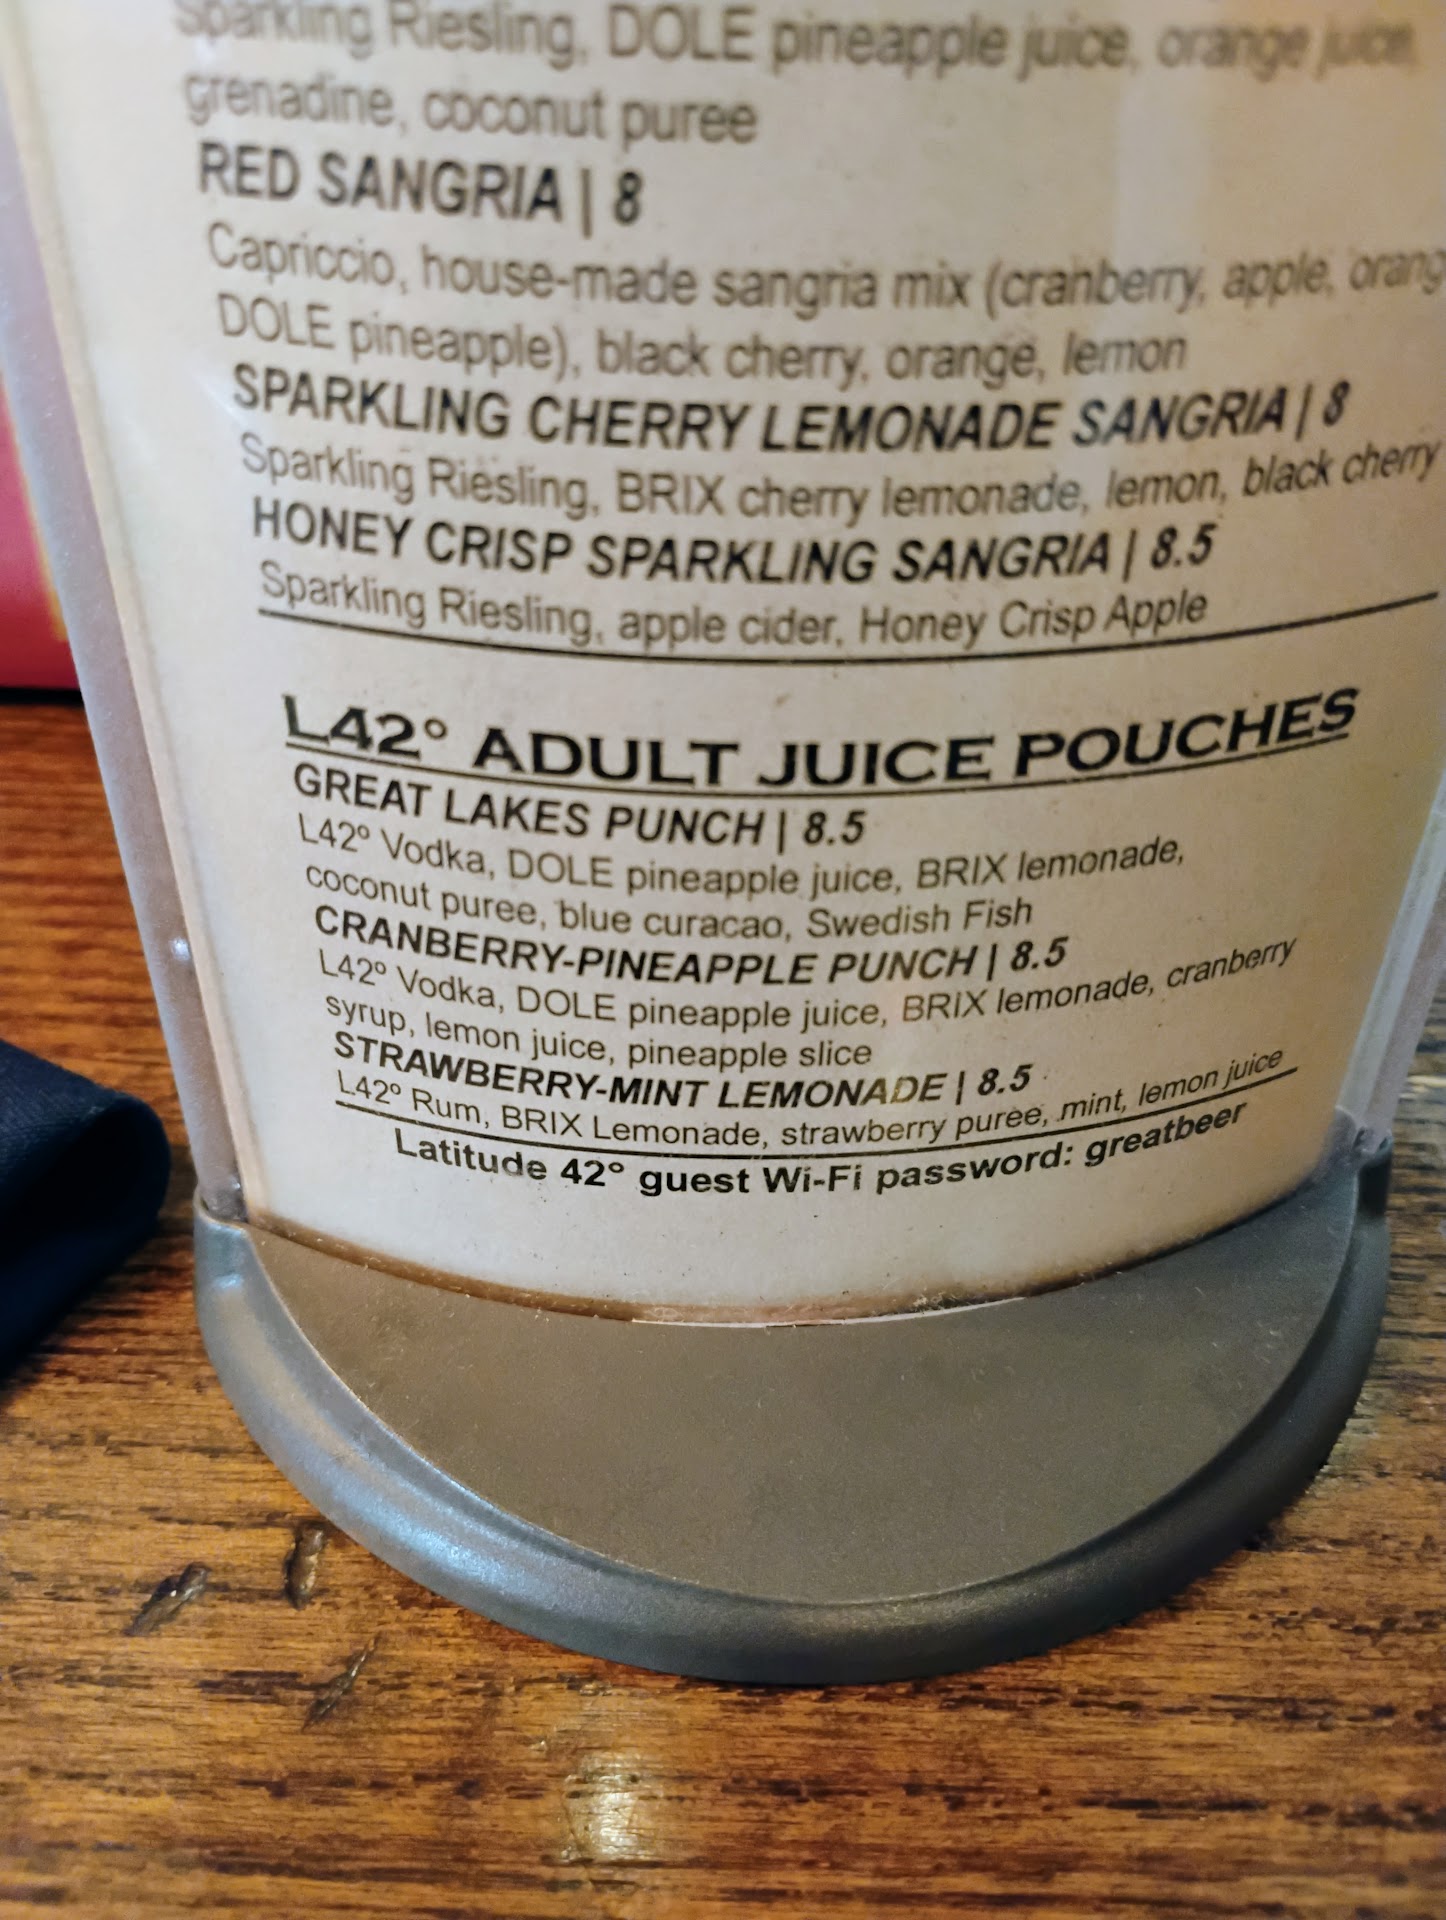 Sparkling Riesling, DOLE pineapple juice, orange juice,
grenadine, coconut puree
RED SANGRIA | 8
Capriccio, house-made sangria mix (cranberry, apple, orang
DOLE pineapple), black cherry, orange, lemon
SPARKLING CHERRY LEMONADE SANGRIA | 8
Sparkling Riesling, BRIX cherry lemonade, lemon, black cherry
HONEY CRISP SPARKLING SANGRIA | 8.5
Sparkling Riesling, apple cider, Honey Crisp Apple
L42° ADULT JUICE POUCHES
GREAT LAKES PUNCH | 8.5
L42° Vodka, DOLE pineapple juice, BRIX lemonade,
coconut puree, blue curacao, Swedish Fish
CRANBERRY-PINEAPPLE PUNCH | 8.5
L42° Vodka, DOLE pineapple juice, BRIX lemonade, cranberry
syrup, lemon juice, pineapple slice
STRAWBERRY-MINT LEMONADE | 8.5
L42° Rum, BRIX Lemonade, strawberry puree, mint, lemon juice
Latitude 42° guest Wi-Fi password: greatbeer